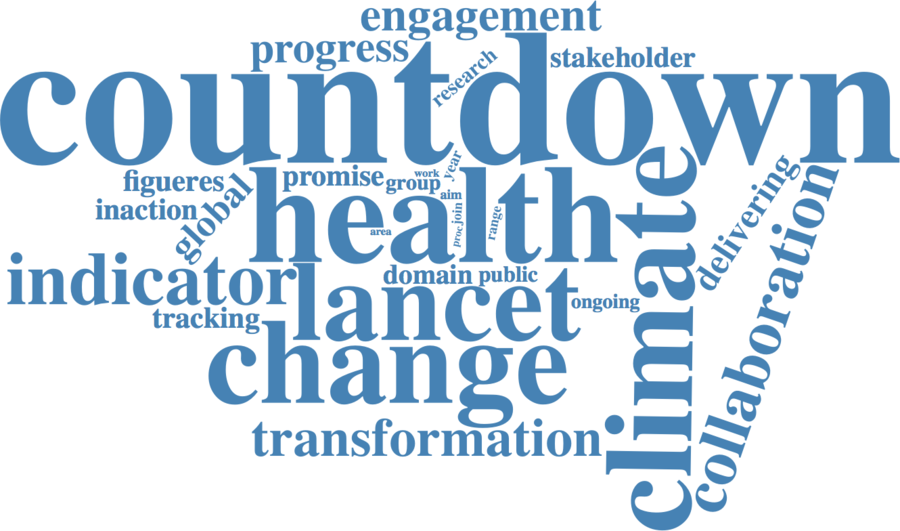 engagement
progress
research
stakeholder
countdown
figueres
global
promise
group
work
year
climate
delivering
inaction
health
aim
area
proc.
join
range
collaboration
indicator
lancet
domain
public
ongoing
tracking
change
transformation